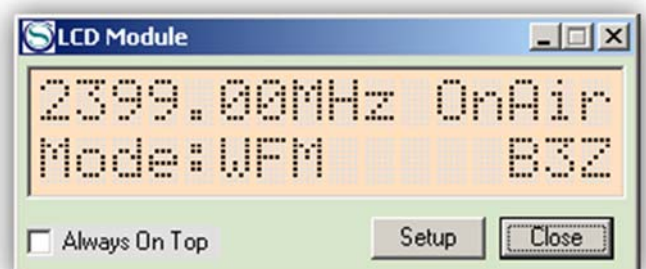 LCD Module
2399.00MHz OnAir
Mode:WFM B3Z
Always On Top Setup Close